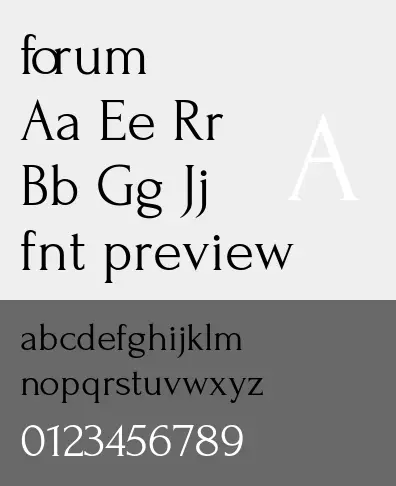 forum
Aa Ee Rr
A
Bb Gg Jj
fnt preview
abcdefghijklm
nopqrstuvwxyz
0123456789